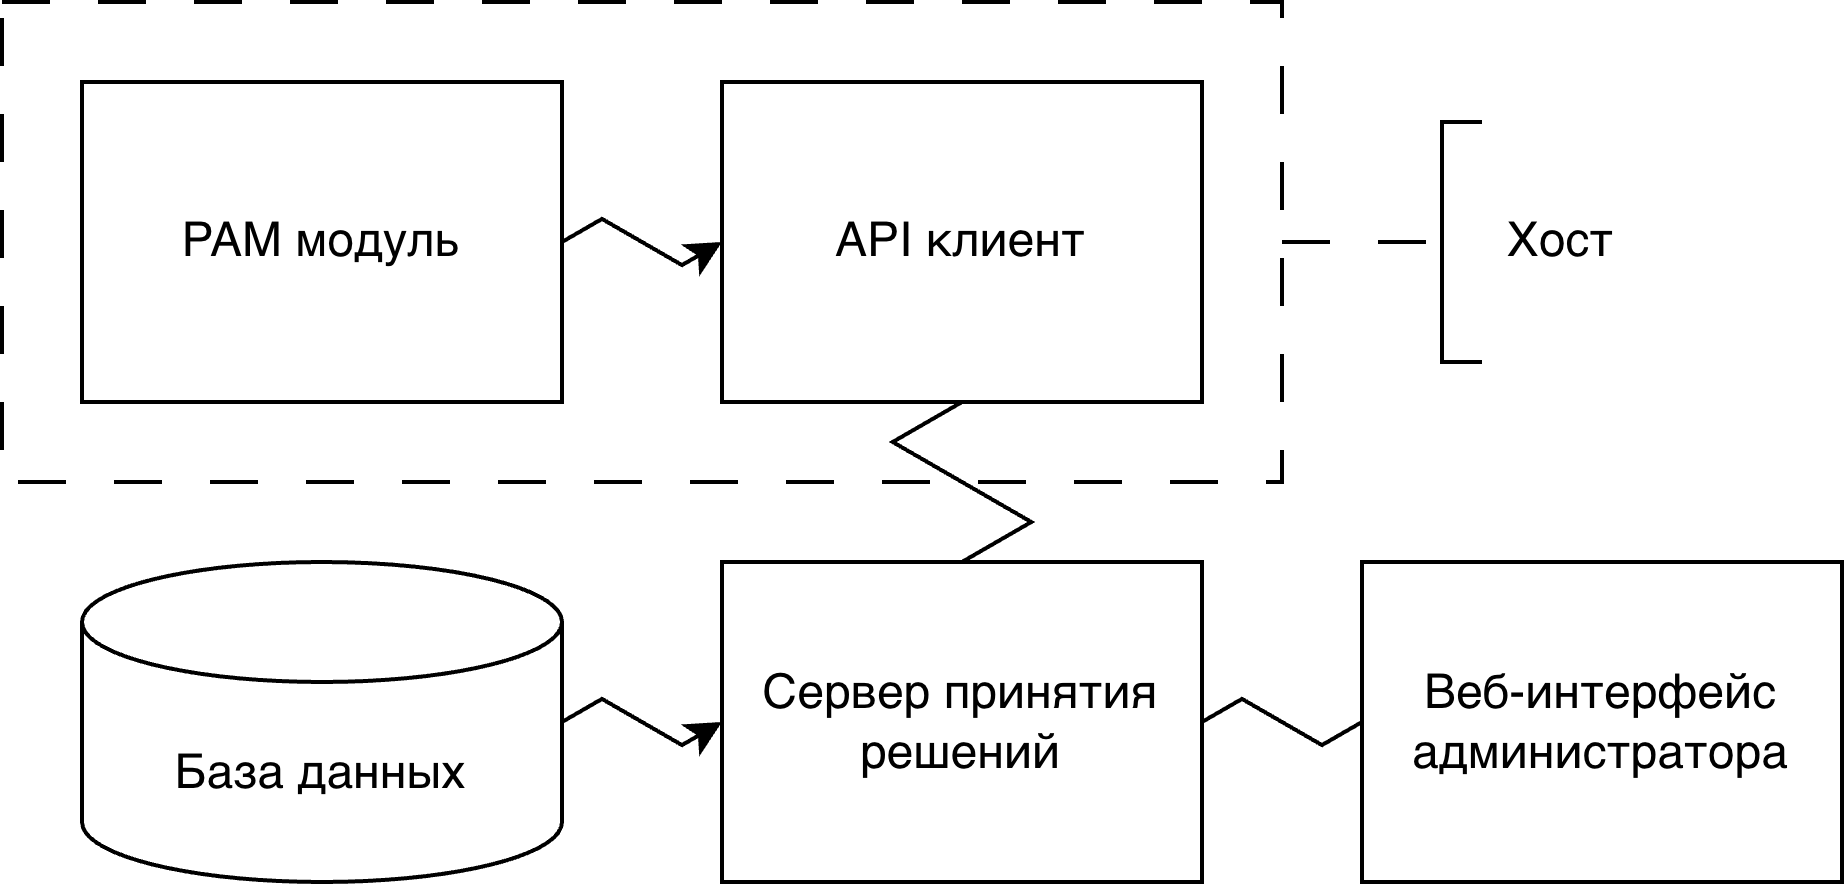 PAM модуль
API клиент
Хост
База данных
Сервер принятия
решений
Веб-интерфейс
администратора